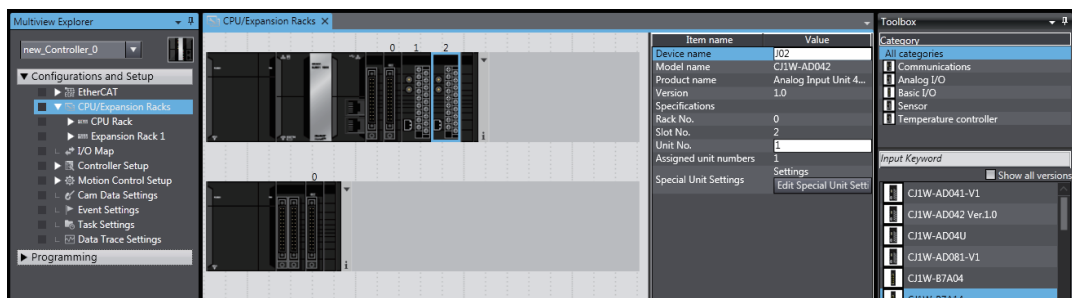 Multiview Explorer
new_Controller_0
Configurations and Setup
EtherCAT
CPU/Expansion Racks
CPU Rack
Expansion Rack 1
I/O Map
Controller Setup
Motion Control Setup
Cam Data Settings
Event Settings
Task Settings
Data Trace Settings
Programming
CPU/Expansion Racks
0 1 2
0
Item name Value
Device name J02
Model name CJ1W-AD042
Product name Analog Input Unit 4...
Version 1.0
Specifications
Rack No. 0
Slot No. 2
Unit No. 1
Assigned unit numbers 1
Special Unit Settings Settings
Edit Special Unit Setti
Toolbox
Category
All categories
Communications
Analog I/O
Basic I/O
Sensor
Temperature controller
Input Keyword
Show all versions
CJ1W-AD041-V1
CJ1W-AD042 Ver.1.0
CJ1W-AD04U
CJ1W-AD081-V1
CJ1W-B7A04